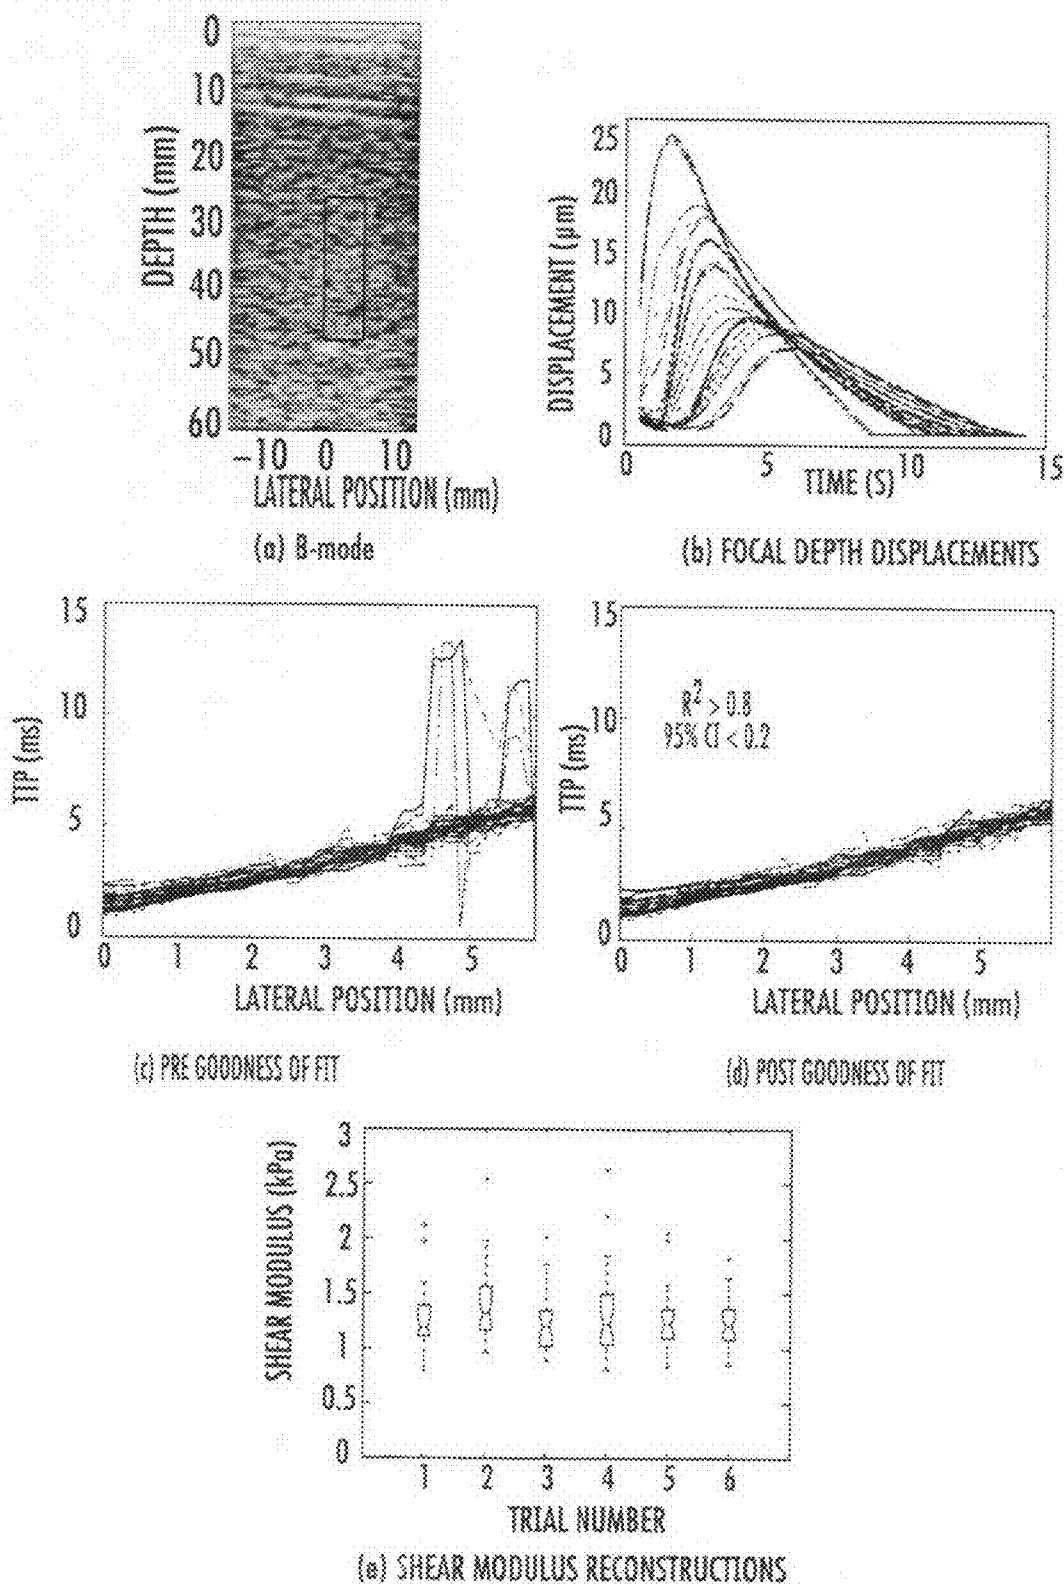 0
10
20
30
40
50
60
DEPTH (mm)
-10 0 10
LATERAL POSITION (mm)
(a) B-mode
25
20
15
10
5
0
DISPLACEMENT (µm)
0 5 10 15
TIME (S)
(b) FOCAL DEPTH DISPLACEMENTS
15
10
5
0
TTP (ms)
0 1 2 3 4 5
LATERAL POSITION (mm)
(c) PRE GOODNESS OF FIT
15
10
5
0
TTP (ms)
R² > 0.8
95% CI < 0.2
0 1 2 3 4 5
LATERAL POSITION (mm)
(d) POST GOODNESS OF FIT
3
2.5
2
1.5
1
0.5
0
SHEAR MODULUS (kPa)
1 2 3 4 5 6
TRIAL NUMBER
(e) SHEAR MODULUS RECONSTRUCTIONS